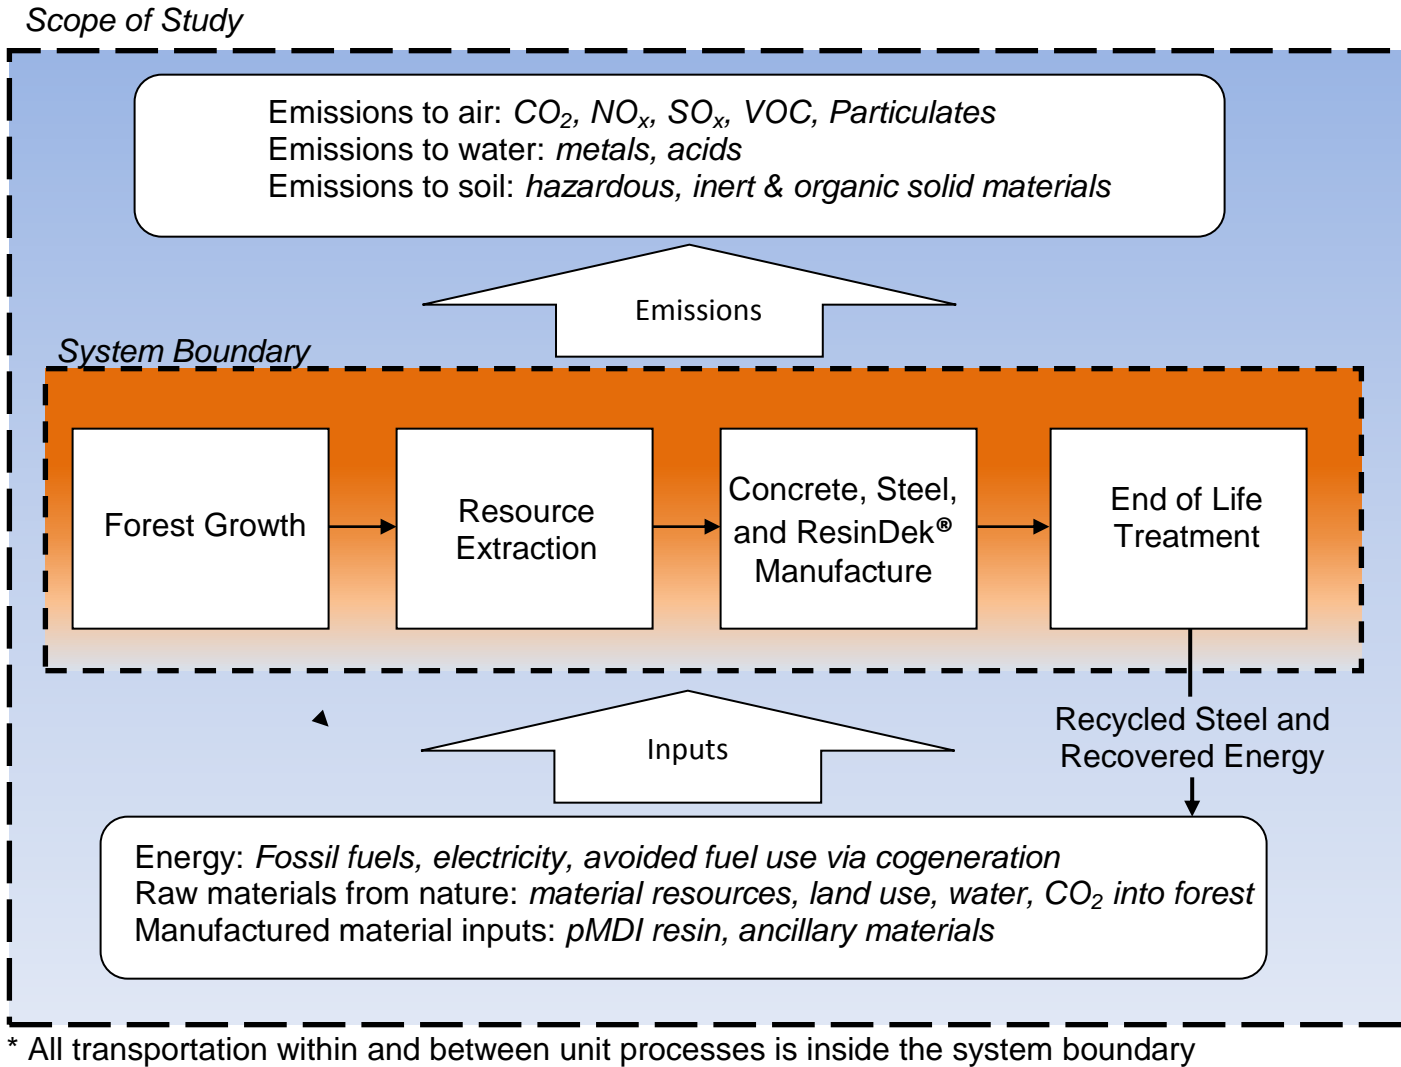 Scope of Study
Emissions to air: CO₂, NOₓ, SOₓ, VOC, Particulates
Emissions to water: metals, acids
Emissions to soil: hazardous, inert & organic solid materials
Emissions
System Boundary
Forest Growth
Resource
Extraction
Concrete, Steel,
and ResinDek®
Manufacture
End of Life
Treatment
Recycled Steel and
Recovered Energy
Inputs
Energy: Fossil fuels, electricity, avoided fuel use via cogeneration
Raw materials from nature: material resources, land use, water, CO₂ into forest
Manufactured material inputs: pMDI resin, ancillary materials
* All transportation within and between unit processes is inside the system boundary